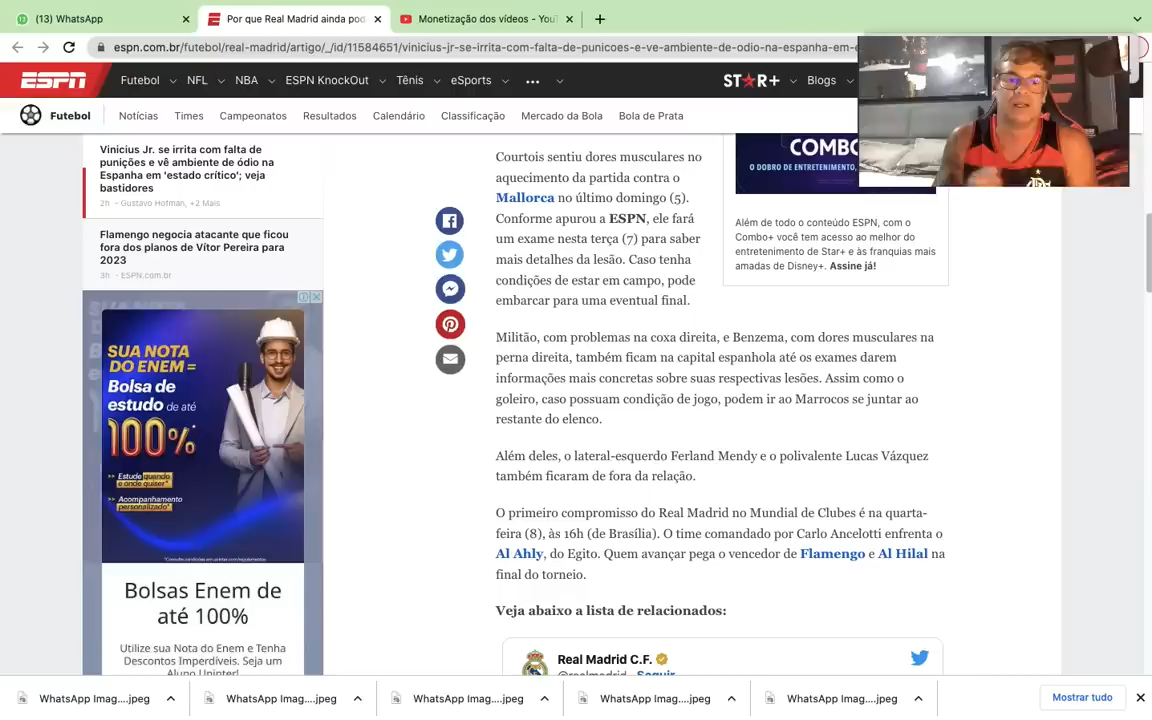 (13) WhatsApp
Por que Real Madrid ainda pod
Monetização dos vídeos - You
espn.com.br/futebol/real-madrid/artigo/_/id/11584651/vinicius-jr-se-irrita-com-falta-de-punicoes-e-ve-ambiente-de-odio-na-espanha-em-e
ESPN
Futebol
NFL
NBA
ESPN KnockOut
Tênis
eSports
STAR+
Blogs
Futebol
Notícias
Times
Campeonatos
Resultados
Calendário
Classificação
Mercado da Bola
Bola de Prata
Vinicius Jr. se irrita com falta de
punições e vê ambiente de ódio na
Espanha em 'estado crítico'; veja
bastidores
2h - Gustavo Hofman, +2 Mais
Flamengo negocia atacante que ficou
fora dos planos de Vítor Pereira para
2023
3h - ESPN.com.br
SUA NOTA
DO ENEM =
Bolsa de
estudo de até
100%*
Estude quando
e onde quiser*
Acompanhamento
personalizado*
Bolsas Enem de
até 100%
Utilize sua Nota do Enem e Tenha
Descontos Imperdíveis. Seja um
Aluno Uninter!
Courtois sentiu dores musculares no
aquecimento da partida contra o
Mallorca no último domingo (5).
Conforme apurou a ESPN, ele fará
um exame nesta terça (7) para saber
mais detalhes da lesão. Caso tenha
condições de estar em campo, pode
embarcar para uma eventual final.
Militão, com problemas na coxa direita, e Benzema, com dores musculares na
perna direita, também ficam na capital espanhola até os exames darem
informações mais concretas sobre suas respectivas lesões. Assim como o
goleiro, caso possuam condição de jogo, podem ir ao Marrocos se juntar ao
restante do elenco.
Além deles, o lateral-esquerdo Ferland Mendy e o polivalente Lucas Vázquez
também ficaram de fora da relação.
O primeiro compromisso do Real Madrid no Mundial de Clubes é na quarta-
feira (8), às 16h (de Brasília). O time comandado por Carlo Ancelotti enfrenta o
Al Ahly, do Egito. Quem avançar pega o vencedor de Flamengo e Al Hilal na
final do torneio.
Veja abaixo a lista de relacionados:
Real Madrid C.F.
@realmadrid · Seguir
COMBO
O DOBRO DE ENTRETENIMENTO,
Além de todo o conteúdo ESPN, com o
Combo+ você tem acesso ao melhor do
entretenimento de Star+ e às franquias mais
amadas de Disney+. Assine já!
WhatsApp Imag....jpeg
WhatsApp Imag....jpeg
WhatsApp Imag....jpeg
WhatsApp Imag....jpeg
WhatsApp Imag....jpeg
Mostrar tudo